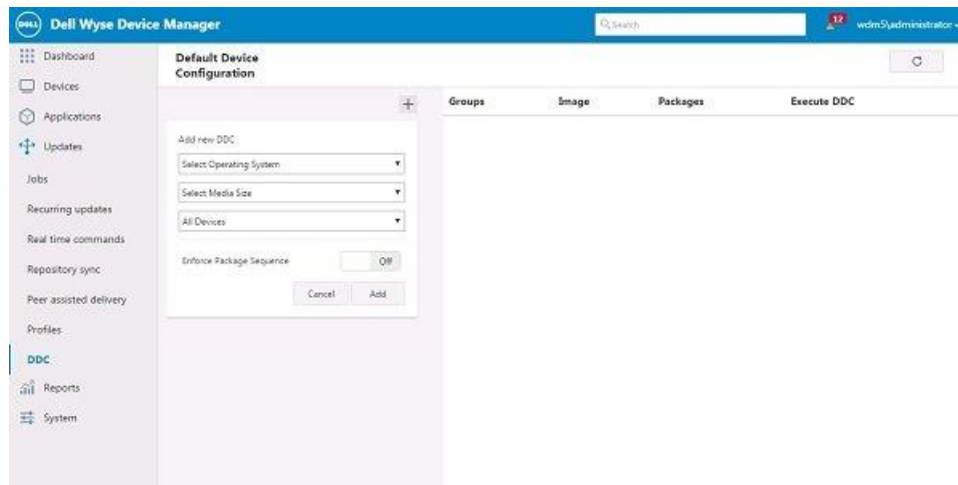 DELL
Dell Wyse Device Manager
Search
12
wdm5\administrator
Dashboard
Devices
Applications
Updates
Jobs
Recurring updates
Real time commands
Repository sync
Peer assisted delivery
Profiles
DDC
Reports
System
Default Device
Configuration
+
Add new DDC
Select Operating System
Select Media Size
All Devices
Enforce Package Sequence Off
Cancel Add
Groups Image Packages Execute DDC